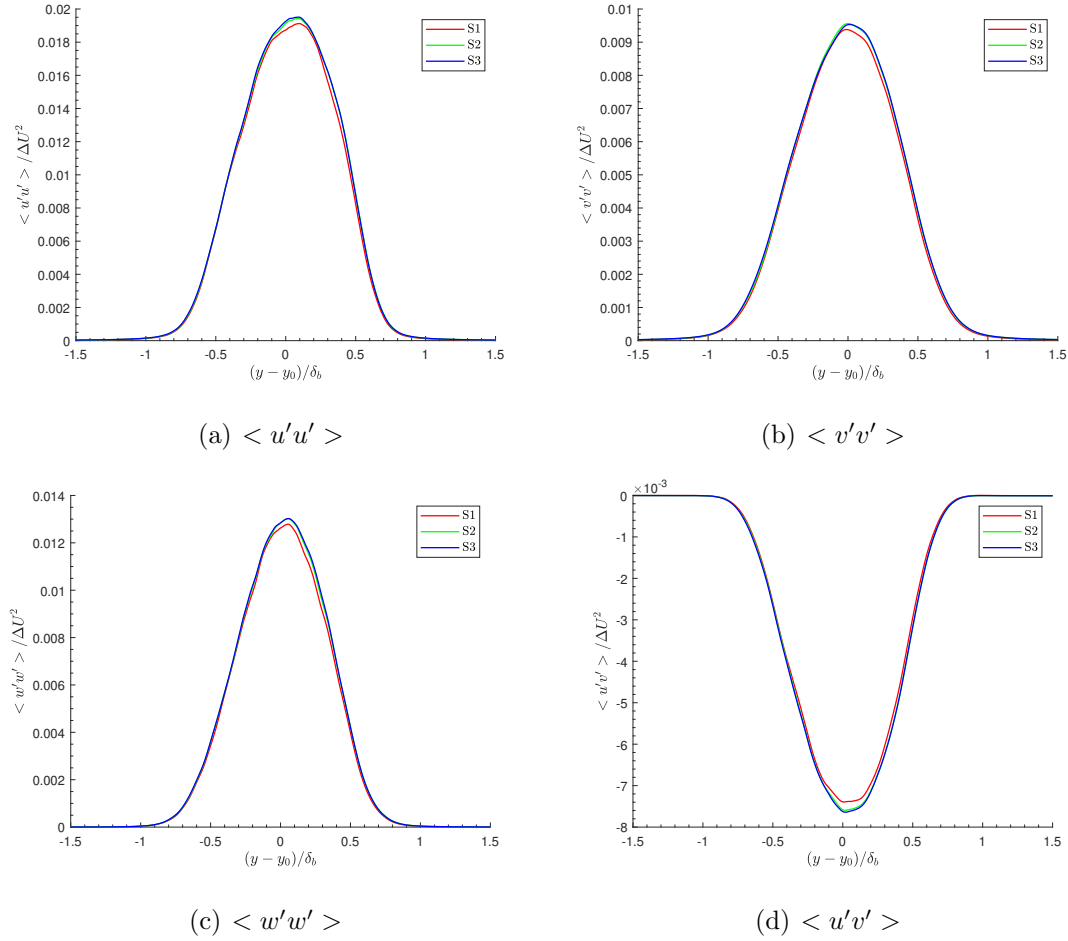 0.02
0.018
0.016
0.014
0.012
0.01
0.008
0.006
0.004
0.002
0
< u'u' > /ΔU²
-1.5 -1 -0.5 0 0.5 1 1.5
(y − y₀)/δ_b
S1
S2
S3
(a) < u'u' >
0.01
0.009
0.008
0.007
0.006
0.005
0.004
0.003
0.002
0.001
0
< v'v' > /ΔU²
-1.5 -1 -0.5 0 0.5 1 1.5
(y − y₀)/δ_b
S1
S2
S3
(b) < v'v' >
0.014
0.012
0.01
0.008
0.006
0.004
0.002
0
< w'w' > /ΔU²
-1.5 -1 -0.5 0 0.5 1 1.5
(y − y₀)/δ_b
S1
S2
S3
(c) < w'w' >
×10⁻³
0
-1
-2
-3
-4
-5
-6
-7
-8
< u'v' > /ΔU²
-1.5 -1 -0.5 0 0.5 1 1.5
(y − y₀)/δ_b
S1
S2
S3
(d) < u'v' >